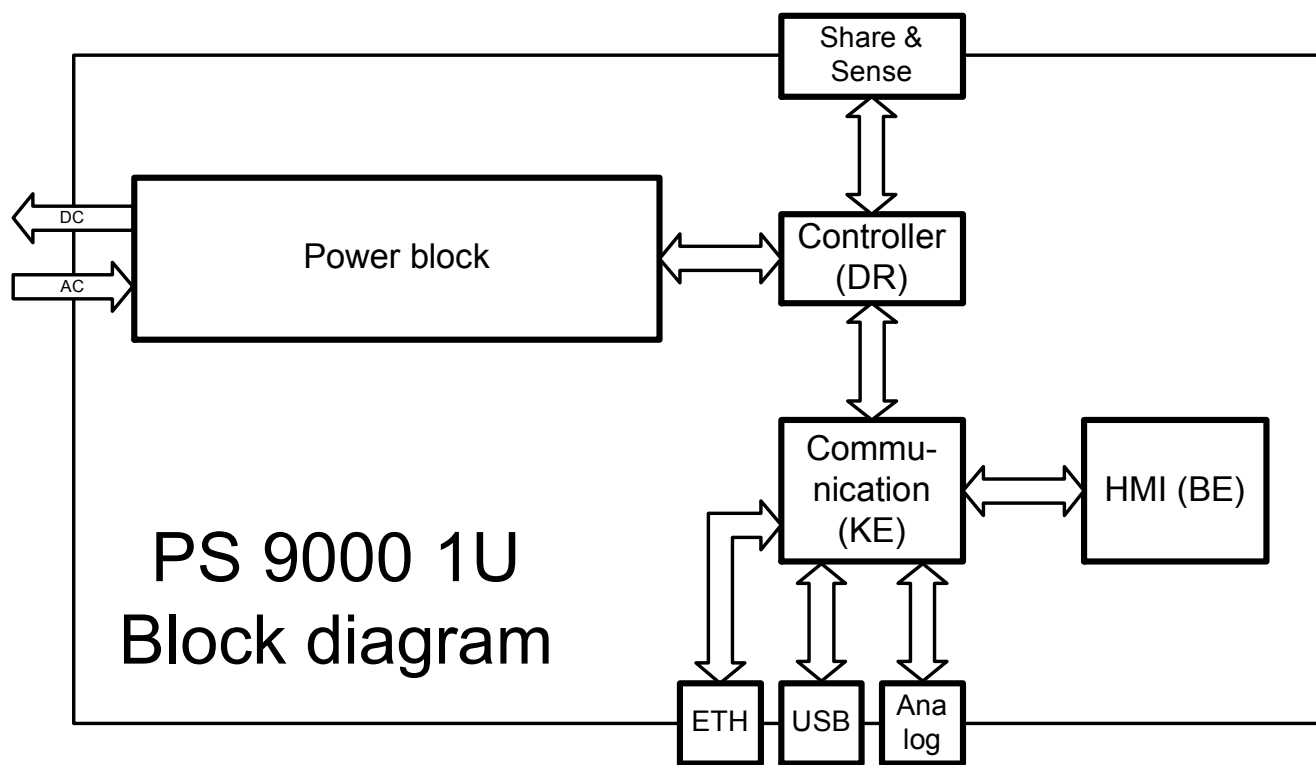 Share &
Sense
DC
AC
Power block
Controller
(DR)
Commu-
nication
(KE)
HMI (BE)
PS 9000 1U
Block diagram
ETH
USB
Ana
log